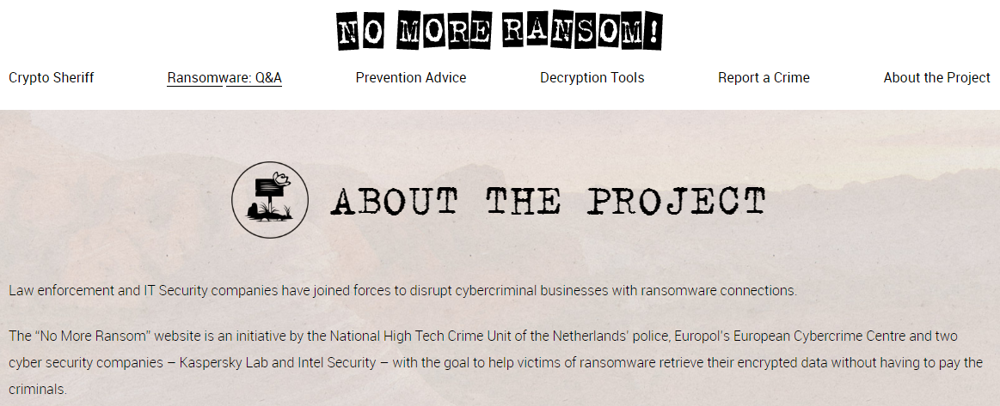 NO MORE RANSOM!
Crypto Sheriff Ransomware: Q&A Prevention Advice Decryption Tools Report a Crime About the Project
ABOUT THE PROJECT
Law enforcement and IT Security companies have joined forces to disrupt cybercriminal businesses with ransomware connections.
The “No More Ransom” website is an initiative by the National High Tech Crime Unit of the Netherlands’ police, Europol’s European Cybercrime Centre and two
cyber security companies – Kaspersky Lab and Intel Security – with the goal to help victims of ransomware retrieve their encrypted data without having to pay the
criminals.